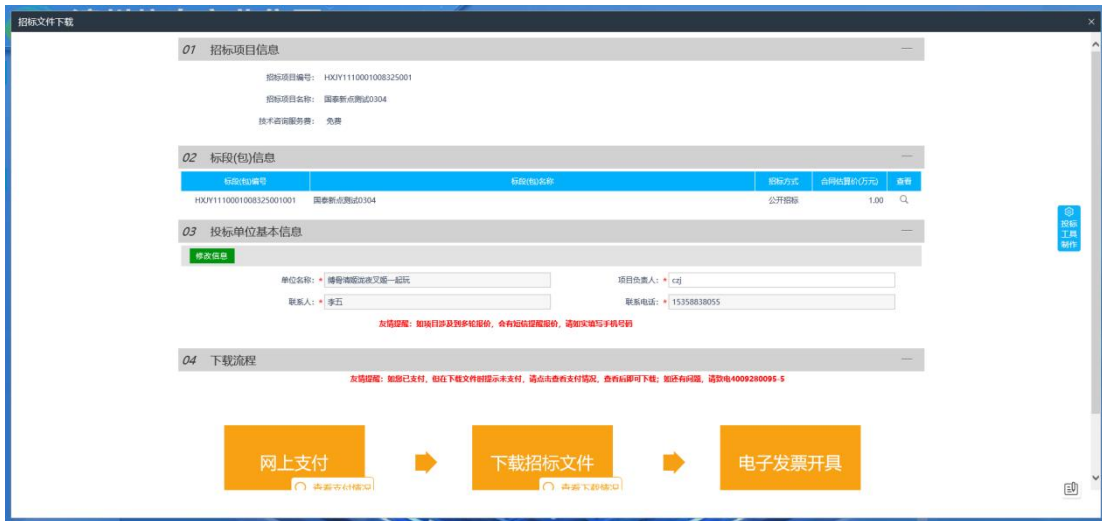 招标文件下载
×
01 招标项目信息
招标项目编号： HXJY1110001008325001
招标项目名称： 国泰新点测试0304
技术咨询服务费： 免费
02 标段(包)信息
标段(包)编号 标段(包)名称 招标方式 合同估算价(万元) 查看
HXJY1110001008325001001 国泰新点测试0304 公开招标 1.00
03 投标单位基本信息
修改信息
单位名称：* 项目负责人：* czj
联系人：* 李五 联系电话：* 15358838055
友情提醒：如项目涉及到多轮报价，会有短信提醒报价，请如实填写手机号码
04 下载流程
友情提醒：如您已支付，但在下载文件时提示未支付，请点击查看支付情况，查看后即可下载；如还有问题，请致电4009280095-5
网上支付 下载招标文件 电子发票开具
查看支付情况 查看下载情况
投标
工具
制作